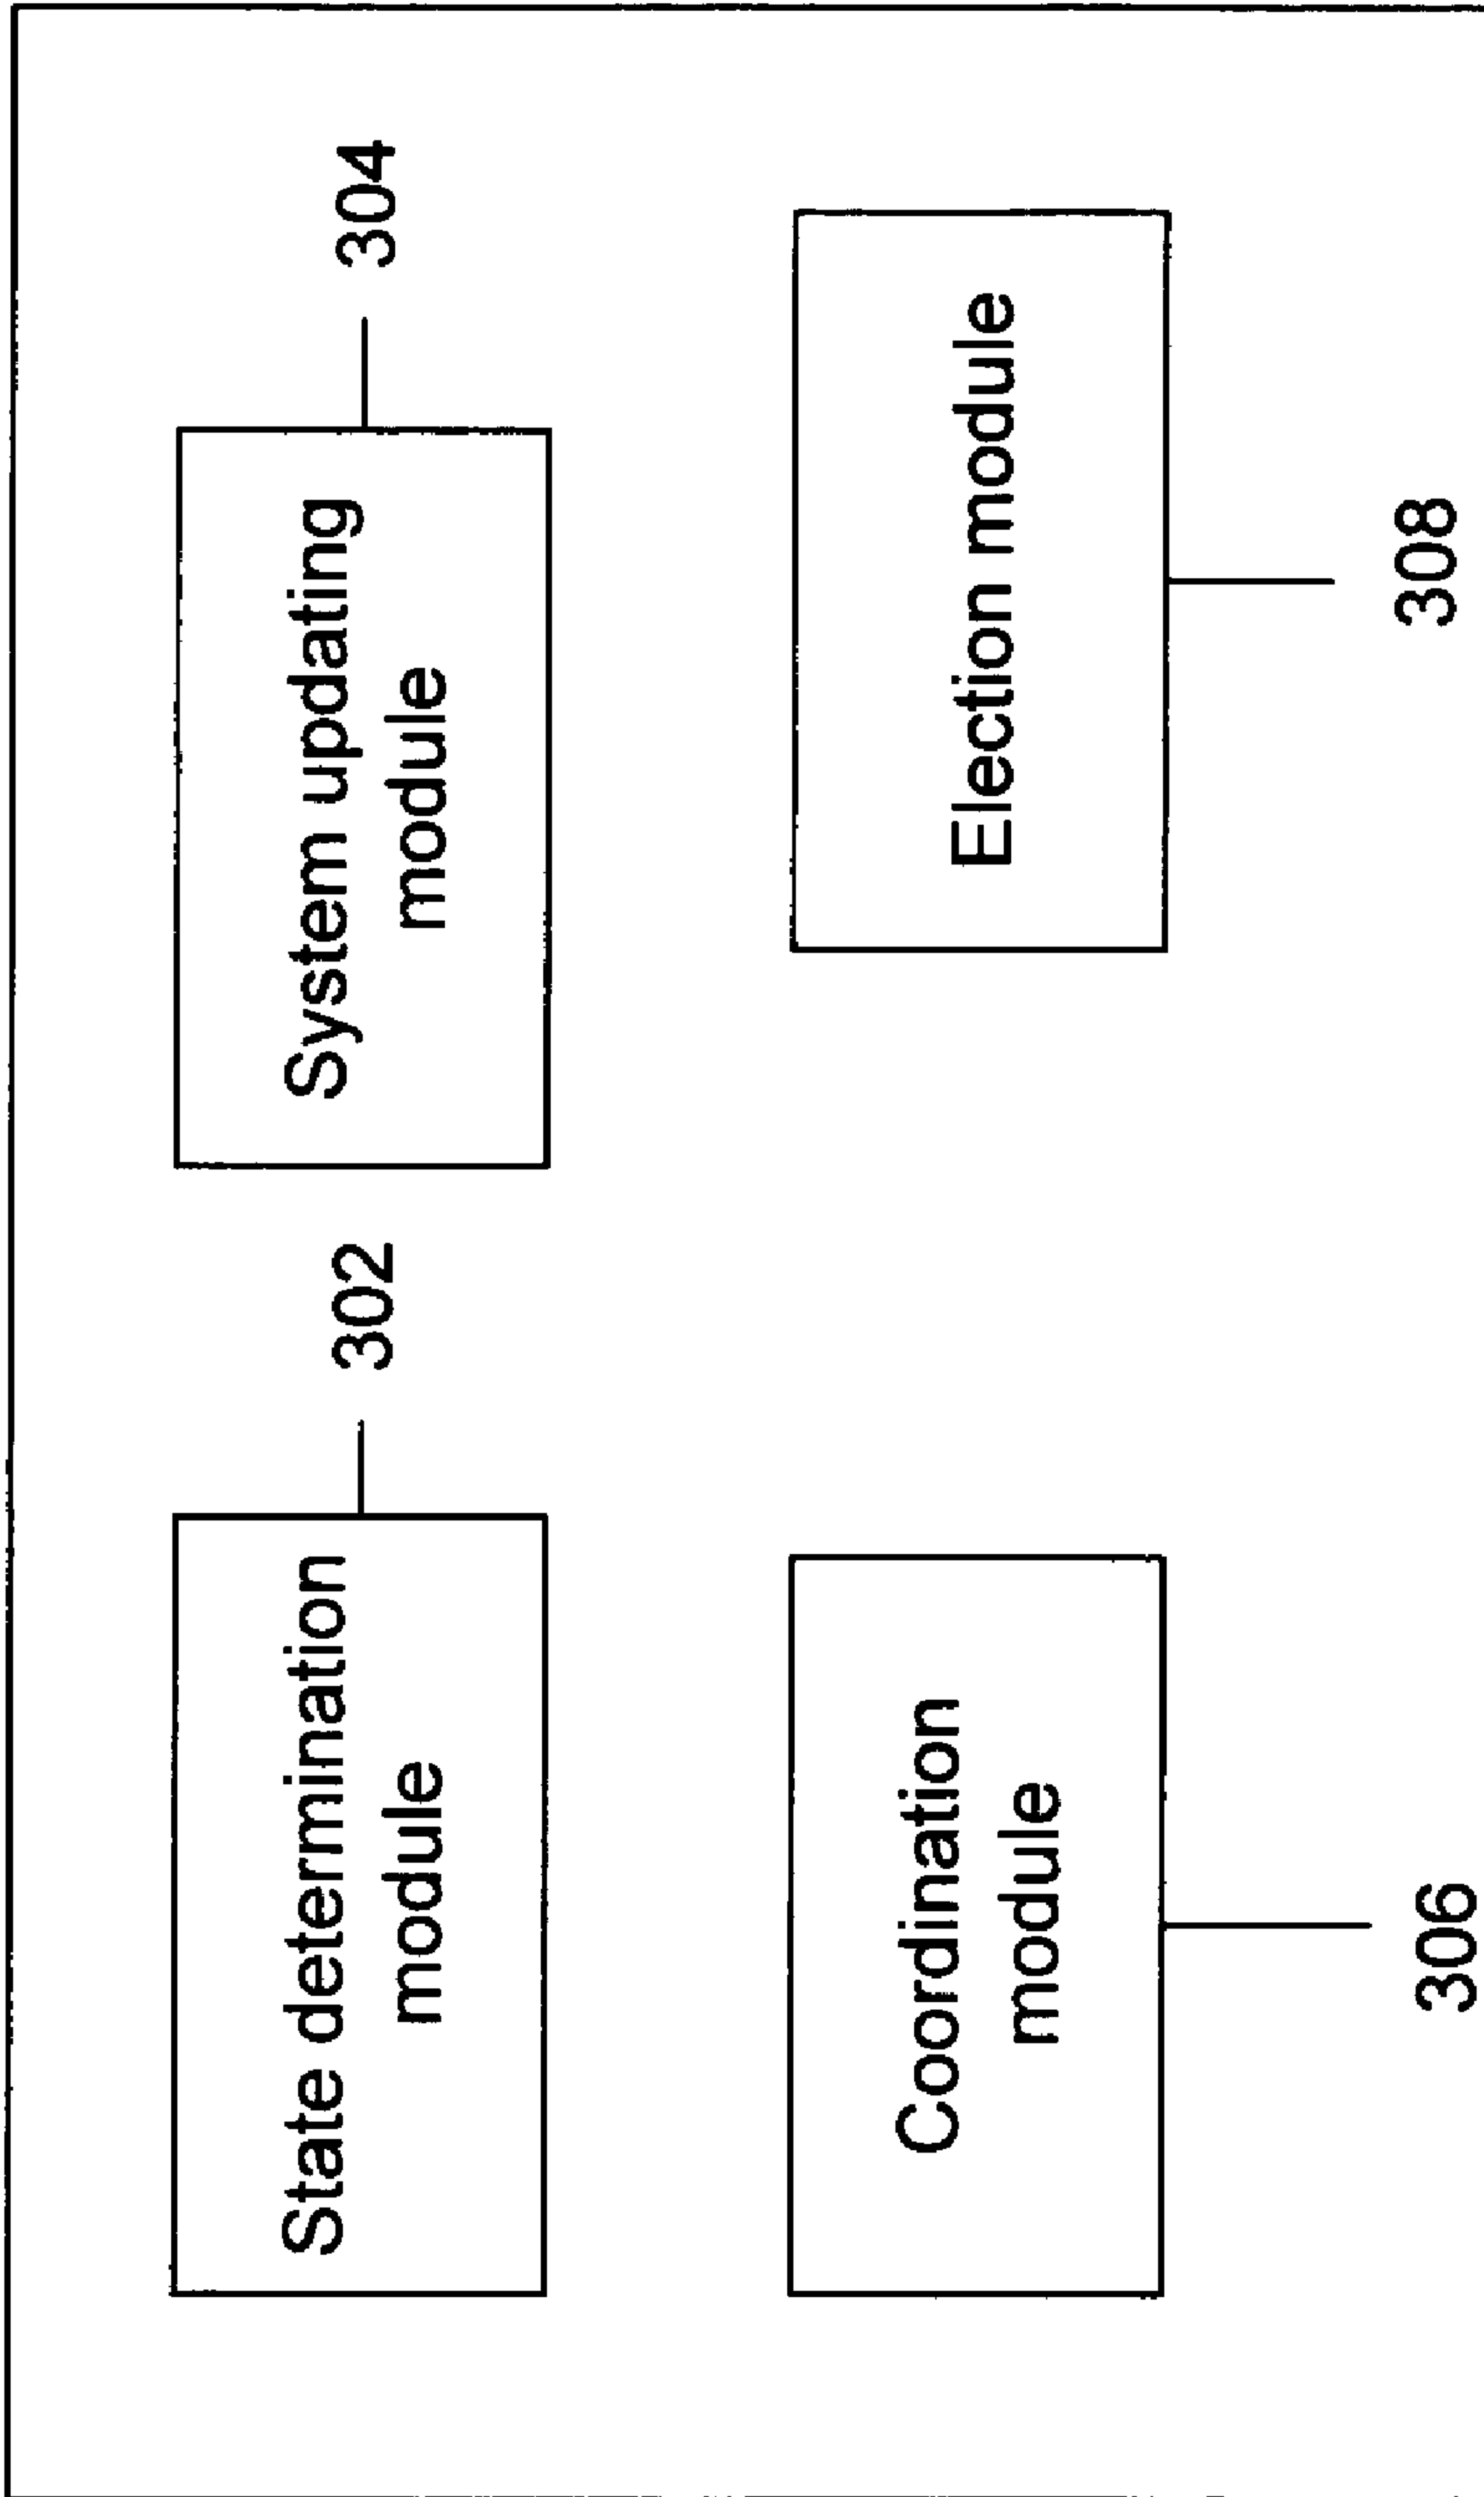 State determination
module
302
System updating
module
304
Coordination
module
306
Election module
308